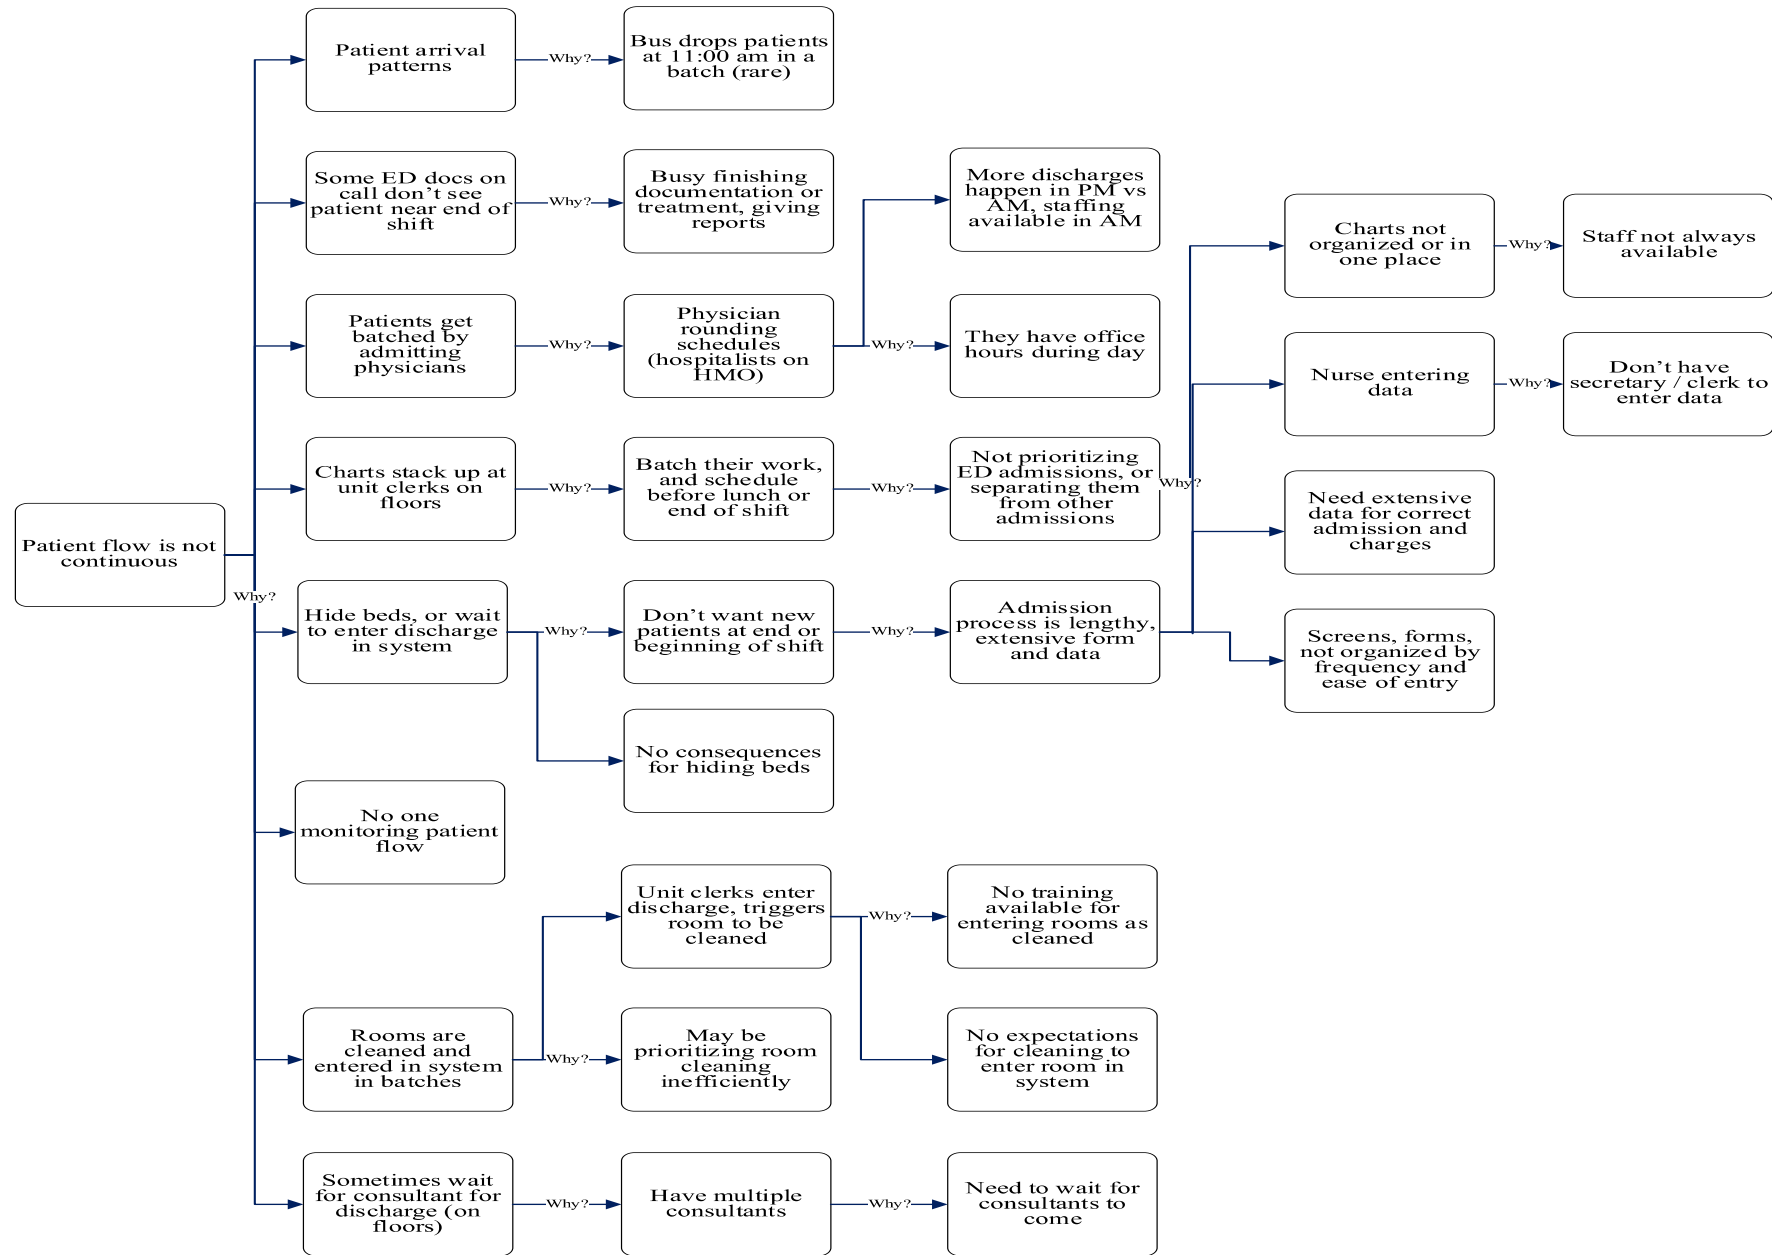 Patient flow is not
continuous
Why?
Patient arrival
patterns
Why?
Bus drops patients
at 11:00 am in a
batch (rare)
Some ED docs on
call don't see
patient near end of
shift
Why?
Busy finishing
documentation or
treatment, giving
reports
Patients get
batched by
admitting
physicians
Why?
Physician
rounding
schedules
(hospitalists on
HMO)
Why?
More discharges
happen in PM vs
AM, staffing
available in AM
They have office
hours during day
Charts stack up at
unit clerks on
floors
Why?
Batch their work,
and schedule
before lunch or
end of shift
Why?
Not prioritizing
ED admissions, or
separating them
from other
admissions
Hide beds, or wait
to enter discharge
in system
Why?
Don't want new
patients at end or
beginning of shift
Why?
Admission
process is lengthy,
extensive form
and data
Why?
Charts not
organized or in
one place
Why?
Staff not always
available
Nurse entering
data
Why?
Don't have
secretary / clerk to
enter data
Need extensive
data for correct
admission and
charges
Screens, forms,
not organized by
frequency and
ease of entry
No consequences
for hiding beds
No one
monitoring patient
flow
Rooms are
cleaned and
entered in system
in batches
Why?
Unit clerks enter
discharge, triggers
room to be
cleaned
Why?
No training
available for
entering rooms as
cleaned
No expectations
for cleaning to
enter room in
system
May be
prioritizing room
cleaning
inefficiently
Sometimes wait
for consultant for
discharge (on
floors)
Why?
Have multiple
consultants
Why?
Need to wait for
consultants to
come